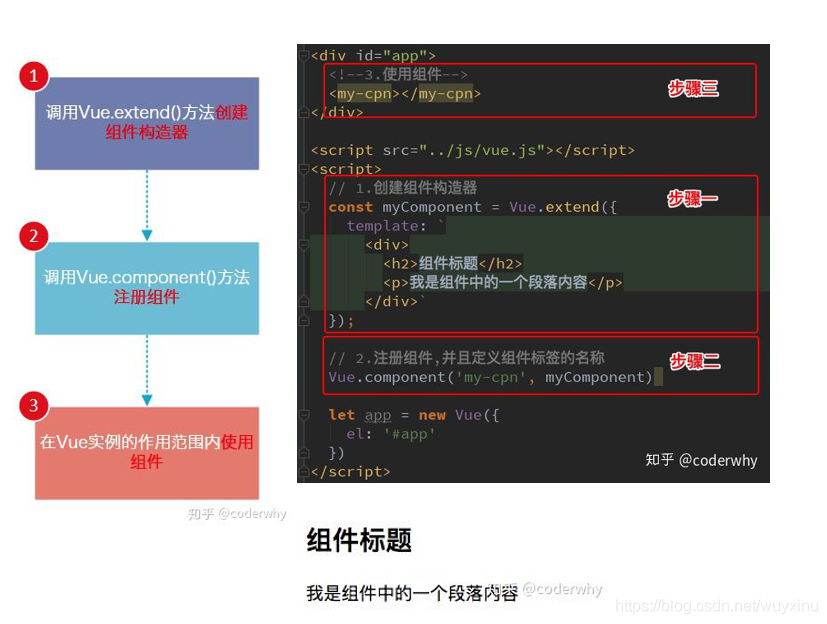 1
调用Vue.extend()方法创建
组件构造器
2
调用Vue.component()方法
注册组件
3
在Vue实例的作用范围内使用
组件
知乎 @coderwhy
<div id="app">
<!--3.使用组件-->
<my-cpn></my-cpn>
</div>
步骤三
<script src="../js/vue.js"></script>
<script>
// 1.创建组件构造器
步骤一
const myComponent = Vue.extend({
template: `
<div>
<h2>组件标题</h2>
<p>我是组件中的一个段落内容</p>
</div>`
});
// 2.注册组件,并且定义组件标签的名称
步骤二
Vue.component('my-cpn', myComponent)
let app = new Vue({
el: '#app'
})
</script>
知乎 @coderwhy
组件标题
我是组件中的一个段落内容
知乎 @coderwhy
https://blog.csdn.net/wuyxinu